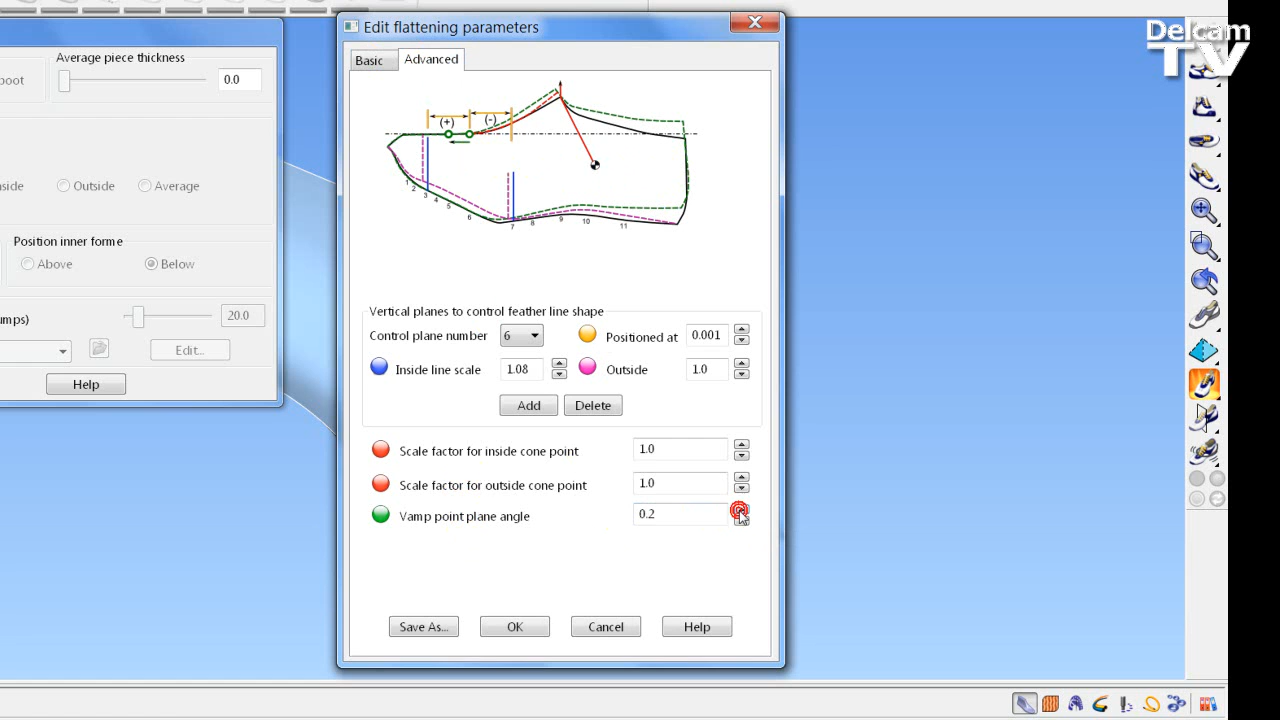 Edit flattening parameters
Delcam
TV
Average piece thickness
0.0
Outside
Average
Position inner forme
Above
Below
20.0
Edit...
Help
Basic
Advanced
(+)
(-)
1
2
3
4
5
6
7
8
9
10
11
Vertical planes to control feather line shape
Control plane number
6
Positioned at
0.001
Inside line scale
1.08
Outside
1.0
Add
Delete
Scale factor for inside cone point
1.0
Scale factor for outside cone point
1.0
Vamp point plane angle
0.2
Save As...
OK
Cancel
Help